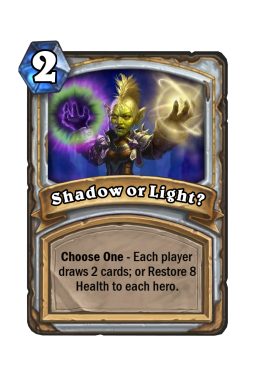 2
Shadow or Light?
Choose One - Each player
draws 2 cards; or Restore 8
Health to each hero.